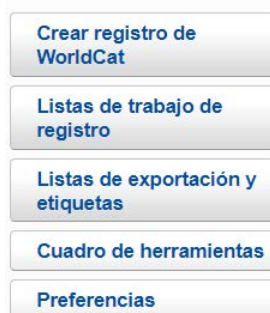 Crear registro de
WorldCat
Listas de trabajo de
registro
Listas de exportación y
etiquetas
Cuadro de herramientas
Preferencias